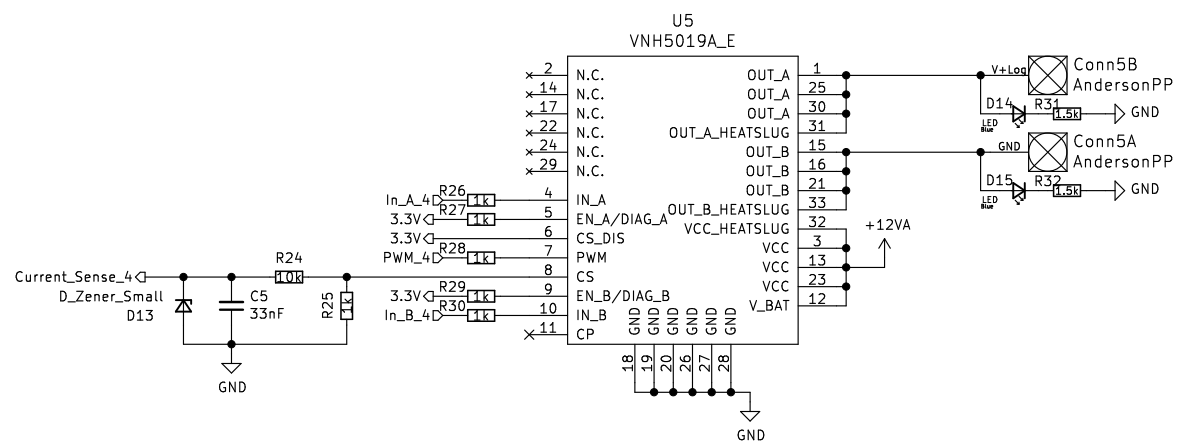 U5
VNH5019A_E
2 N.C.
14 N.C.
17 N.C.
22 N.C.
24 N.C.
29 N.C.
In_A_4 R26 1k 4 IN_A
3.3V R27 1k 5 EN_A/DIAG_A
3.3V 6 CS_DIS
PWM_4 R28 1k 7 PWM
8 CS
3.3V R29 1k 9 EN_B/DIAG_B
In_B_4 R30 1k 10 IN_B
11 CP
OUT_A 1
OUT_A 25
OUT_A 30
OUT_A_HEATSLUG 31
OUT_B 15
OUT_B 16
OUT_B 21
OUT_B_HEATSLUG 33
VCC_HEATSLUG 32
VCC 3
VCC 13
VCC 23
V_BAT 12
+12VA
GND GND GND GND GND GND
18 19 20 26 27 28
GND
V+Log
Conn5B
AndersonPP
D14
LED
Blue
R31
1.5k
GND
GND
Conn5A
AndersonPP
D15
LED
Blue
R32
1.5k
GND
Current_Sense_4
R24
10k
D_Zener_Small
D13
C5
33nF
R25
1k
GND